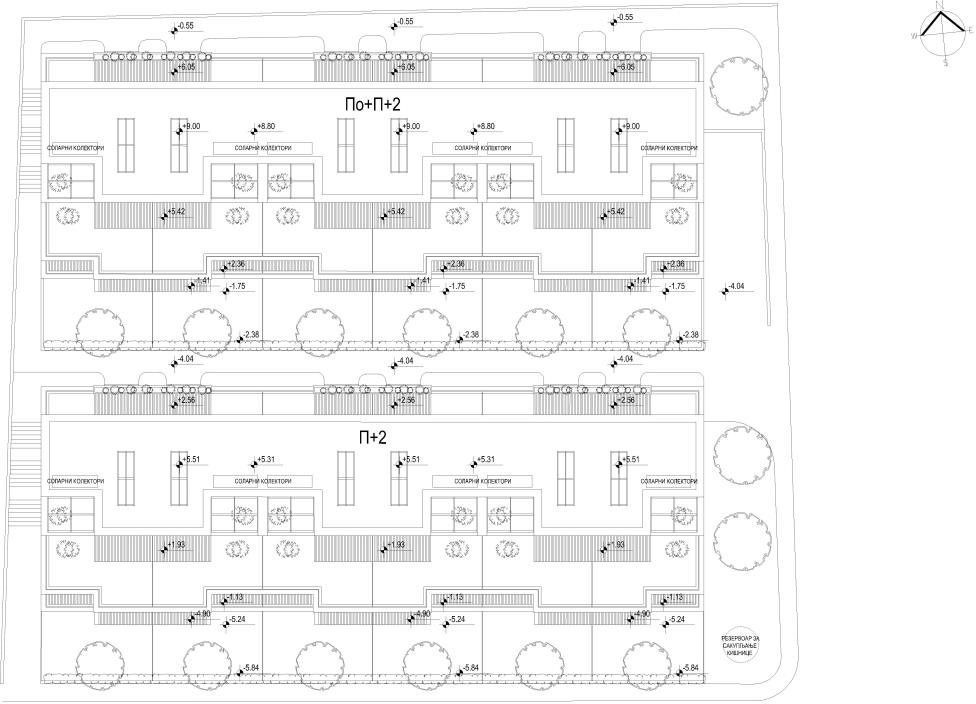 N
W E
S
-0.55 -0.55 -0.55
+6.05 +6.05 +6.05
По+П+2
+9.00 +8.80 +9.00 +8.80 +9.00
СОЛАРНИ КОЛЕКТОРИ СОЛАРНИ КОЛЕКТОРИ СОЛАРНИ КОЛЕКТОРИ СОЛАРНИ КОЛЕКТОРИ
+5.42 +5.42 +5.42
+2.36 +2.36 +2.36
-1.41 -1.41 -1.41
-1.75 -1.75 -1.75 -4.04
-2.38 -2.38 -2.38
-4.04 -4.04 -4.04
+2.56 +2.56 +2.56
П+2
+5.51 +5.31 +5.51 +5.31 +5.51
СОЛАРНИ КОЛЕКТОРИ СОЛАРНИ КОЛЕКТОРИ СОЛАРНИ КОЛЕКТОРИ СОЛАРНИ КОЛЕКТОРИ
+1.93 +1.93 +1.93
-1.13 -1.13 -1.13
-4.90 -4.90 -4.90
-5.24 -5.24 -5.24
РЕЗЕРВОАР ЗА
САКУПЉАЊЕ
КИШНИЦЕ
-5.84 -5.84 -5.84